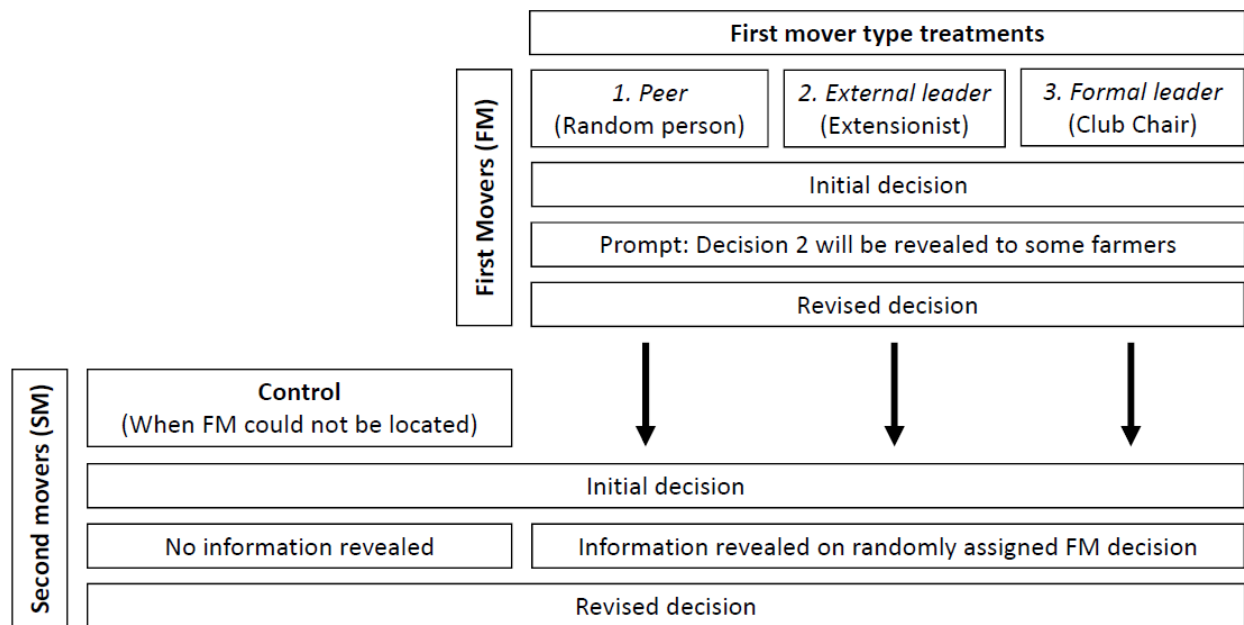 First mover type treatments
First Movers (FM)
1. Peer
(Random person)
2. External leader
(Extensionist)
3. Formal leader
(Club Chair)
Initial decision
Prompt: Decision 2 will be revealed to some farmers
Revised decision
Second movers (SM)
Control
(When FM could not be located)
Initial decision
No information revealed
Information revealed on randomly assigned FM decision
Revised decision